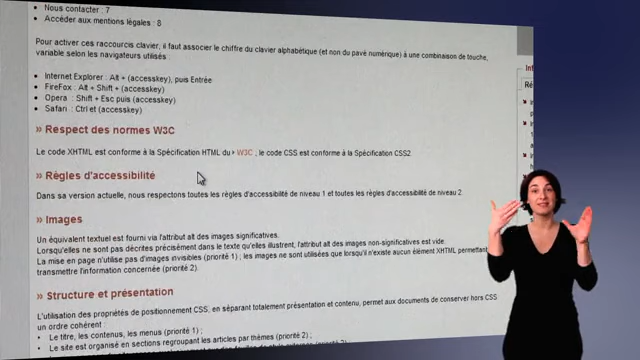 • Nous contacter : 7
• Accéder aux mentions légales : 8
Pour activer ces raccourcis clavier, il faut associer le chiffre du clavier alphabétique (et non du pavé numérique) à une combinaison de touche,
variable selon les navigateurs utilisés :
• Internet Explorer : Alt + (accesskey), puis Entrée
• FireFox : Alt + Shift + (accesskey)
• Opera : Shift + Esc puis (accesskey)
• Safari : Ctrl et (accesskey)
» Respect des normes W3C
Le code XHTML est conforme à la Spécification HTML du W3C ; le code CSS est conforme à la Spécification CSS2.
» Règles d'accessibilité
Dans sa version actuelle, nous respectons toutes les règles d'accessibilité de niveau 1 et toutes les règles d'accessibilité de niveau 2.
» Images
Un équivalent textuel est fourni via l'attribut alt des images significatives.
Lorsqu'elles ne sont pas décrites précisément dans le texte qu'elles illustrent, l'attribut alt des images non-significatives est vide.
La mise en page n'utilise pas d'images invisibles (priorité 1) ; les images ne sont utilisées que lorsqu'il n'existe aucun élément XHTML permettant
transmettre l'information concernée (priorité 2).
» Structure et présentation
L'utilisation des propriétés de positionnement CSS, en séparant totalement présentation et contenu, permet aux documents de conserver hors CSS
un ordre cohérent :
• Le titre, les contenus, les menus (priorité 1) ;
• Le site est organisé en sections regroupant les articles par thèmes (priorité 2) ;